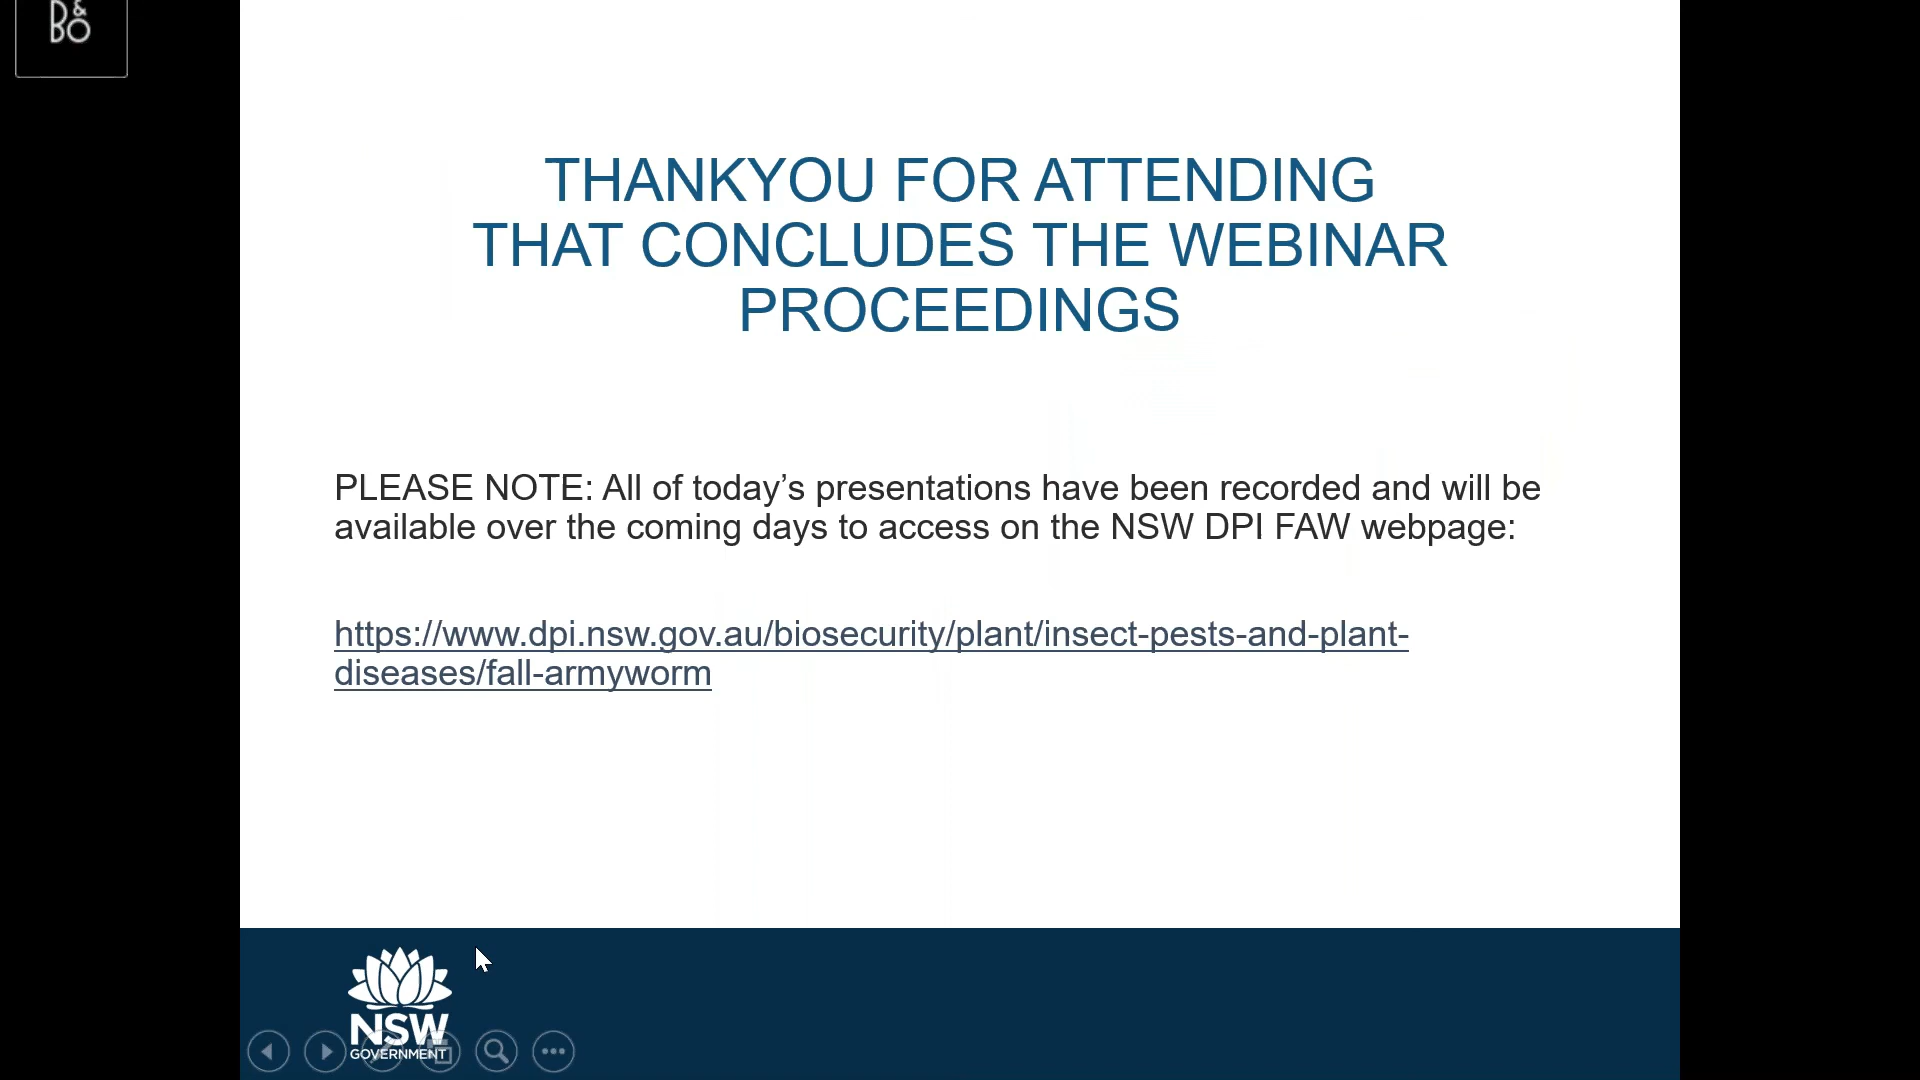 B&
BO
THANKYOU FOR ATTENDING
THAT CONCLUDES THE WEBINAR
PROCEEDINGS
PLEASE NOTE: All of today’s presentations have been recorded and will be
available over the coming days to access on the NSW DPI FAW webpage:
https://www.dpi.nsw.gov.au/biosecurity/plant/insect-pests-and-plant-
diseases/fall-armyworm
NSW
GOVERNMENT